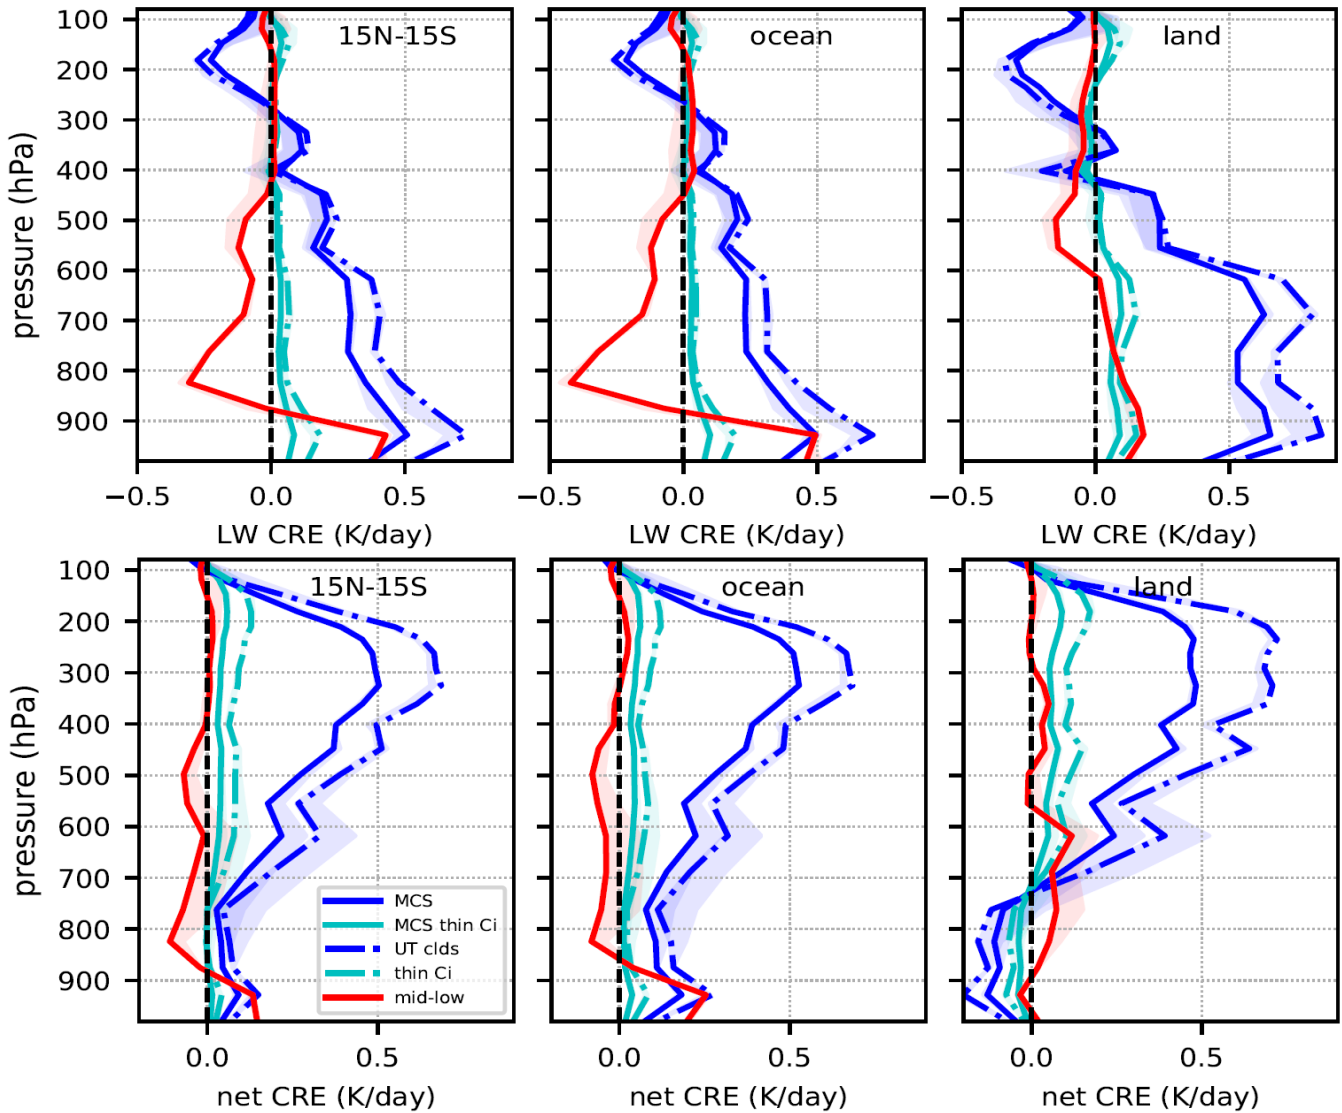 15N-15S
ocean
land
100
200
300
400
500
600
700
800
900
pressure (hPa)
−0.5 0.0 0.5
−0.5 0.0 0.5
−0.5 0.0 0.5
LW CRE (K/day)
LW CRE (K/day)
LW CRE (K/day)
15N-15S
ocean
land
100
200
300
400
500
600
700
800
900
pressure (hPa)
MCS
MCS thin Ci
UT clds
thin Ci
mid-low
0.0 0.5
0.0 0.5
0.0 0.5
net CRE (K/day)
net CRE (K/day)
net CRE (K/day)